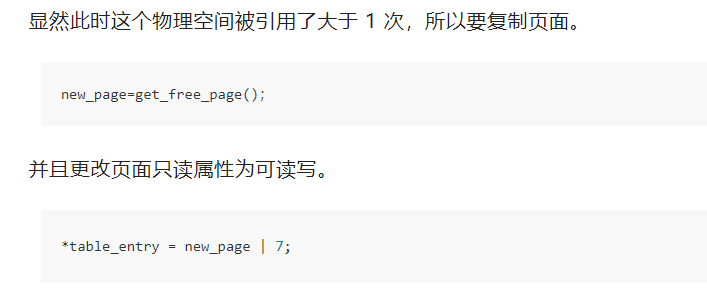 显然此时这个物理空间被引用了大于 1 次，所以要复制页面。
new_page=get_free_page();
并且更改页面只读属性为可读写。
*table_entry = new_page | 7;